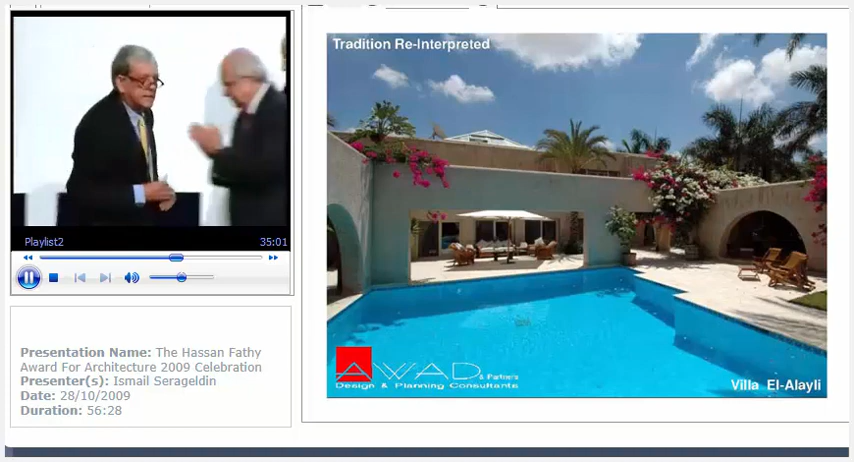 Tradition Re-Interpreted
Playlist2
35:01
Presentation Name: The Hassan Fathy
Award For Architecture 2009 Celebration
Presenter(s): Ismail Serageldin
Date: 28/10/2009
Duration: 56:28
AWAD & Partners
Design & Planning Consultants
Villa El-Alayli